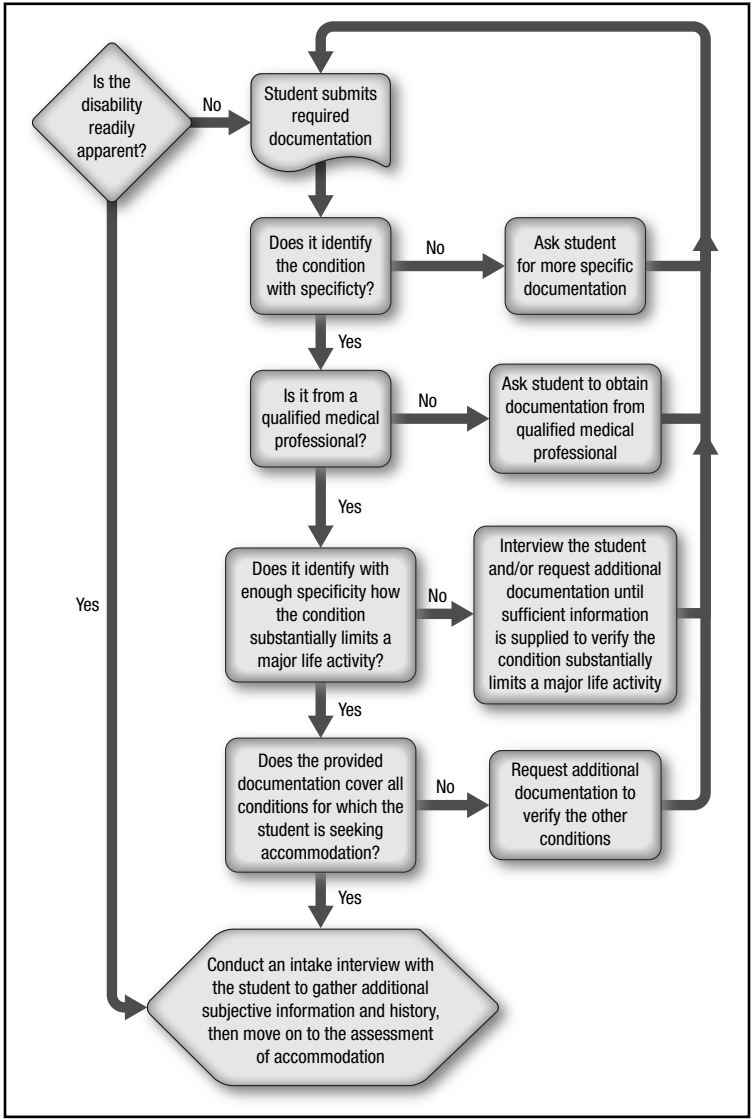 Is the
disability
readily
apparent?
No
Student submits
required
documentation
Does it identify
the condition
with specificty?
No
Ask student
for more specific
documentation
Yes
Is it from a
qualified medical
professional?
No
Ask student to obtain
documentation from
qualified medical
professional
Yes
Does it identify with
enough specificity how
the condition
substantially limits a
major life activity?
No
Interview the student
and/or request additional
documentation until
sufficient information
is supplied to verify the
condition substantially
limits a major life activity
Yes
Yes
Does the provided
documentation cover all
conditions for which the
student is seeking
accommodation?
No
Request additional
documentation to
verify the other
conditions
Yes
Conduct an intake interview with
the student to gather additional
subjective information and history,
then move on to the assessment
of accommodation